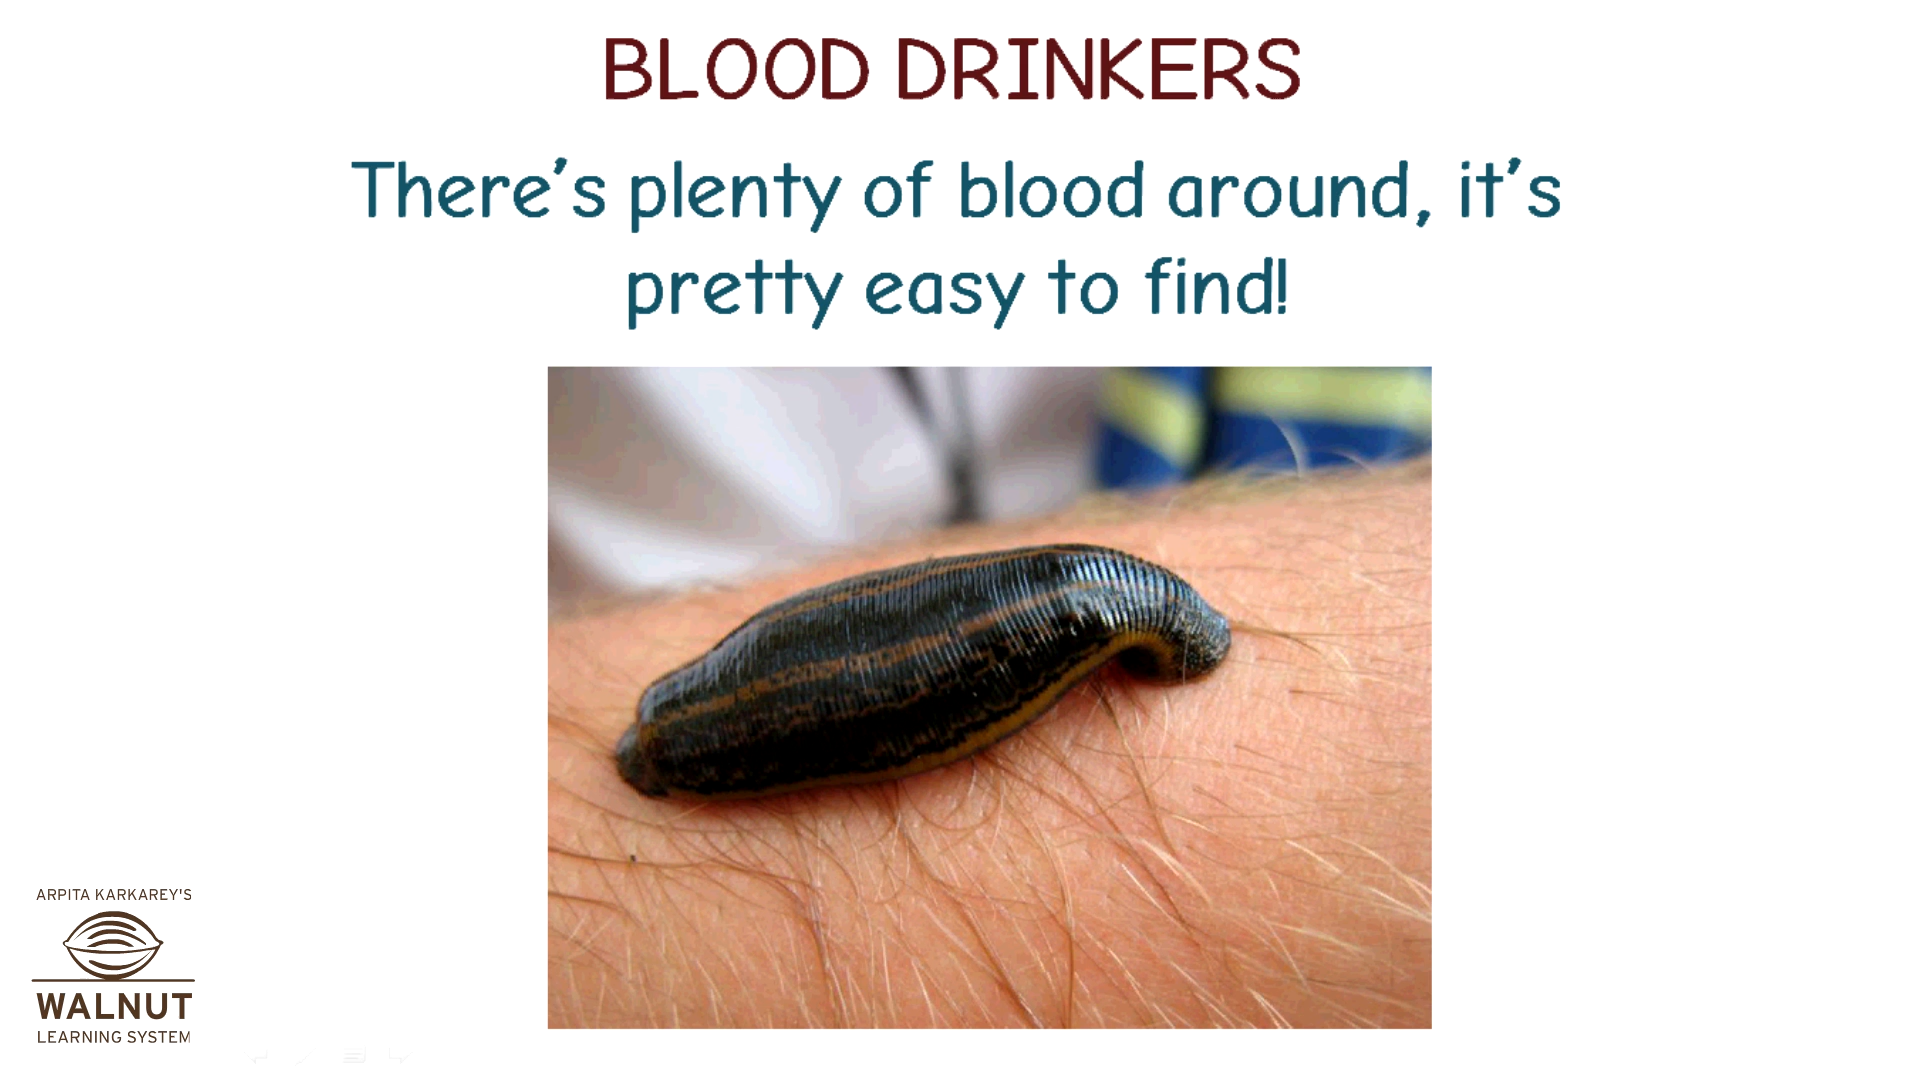 BLOOD DRINKERS
There’s plenty of blood around, it’s
pretty easy to find!
ARPITA KARKAREY'S
WALNUT
LEARNING SYSTEM